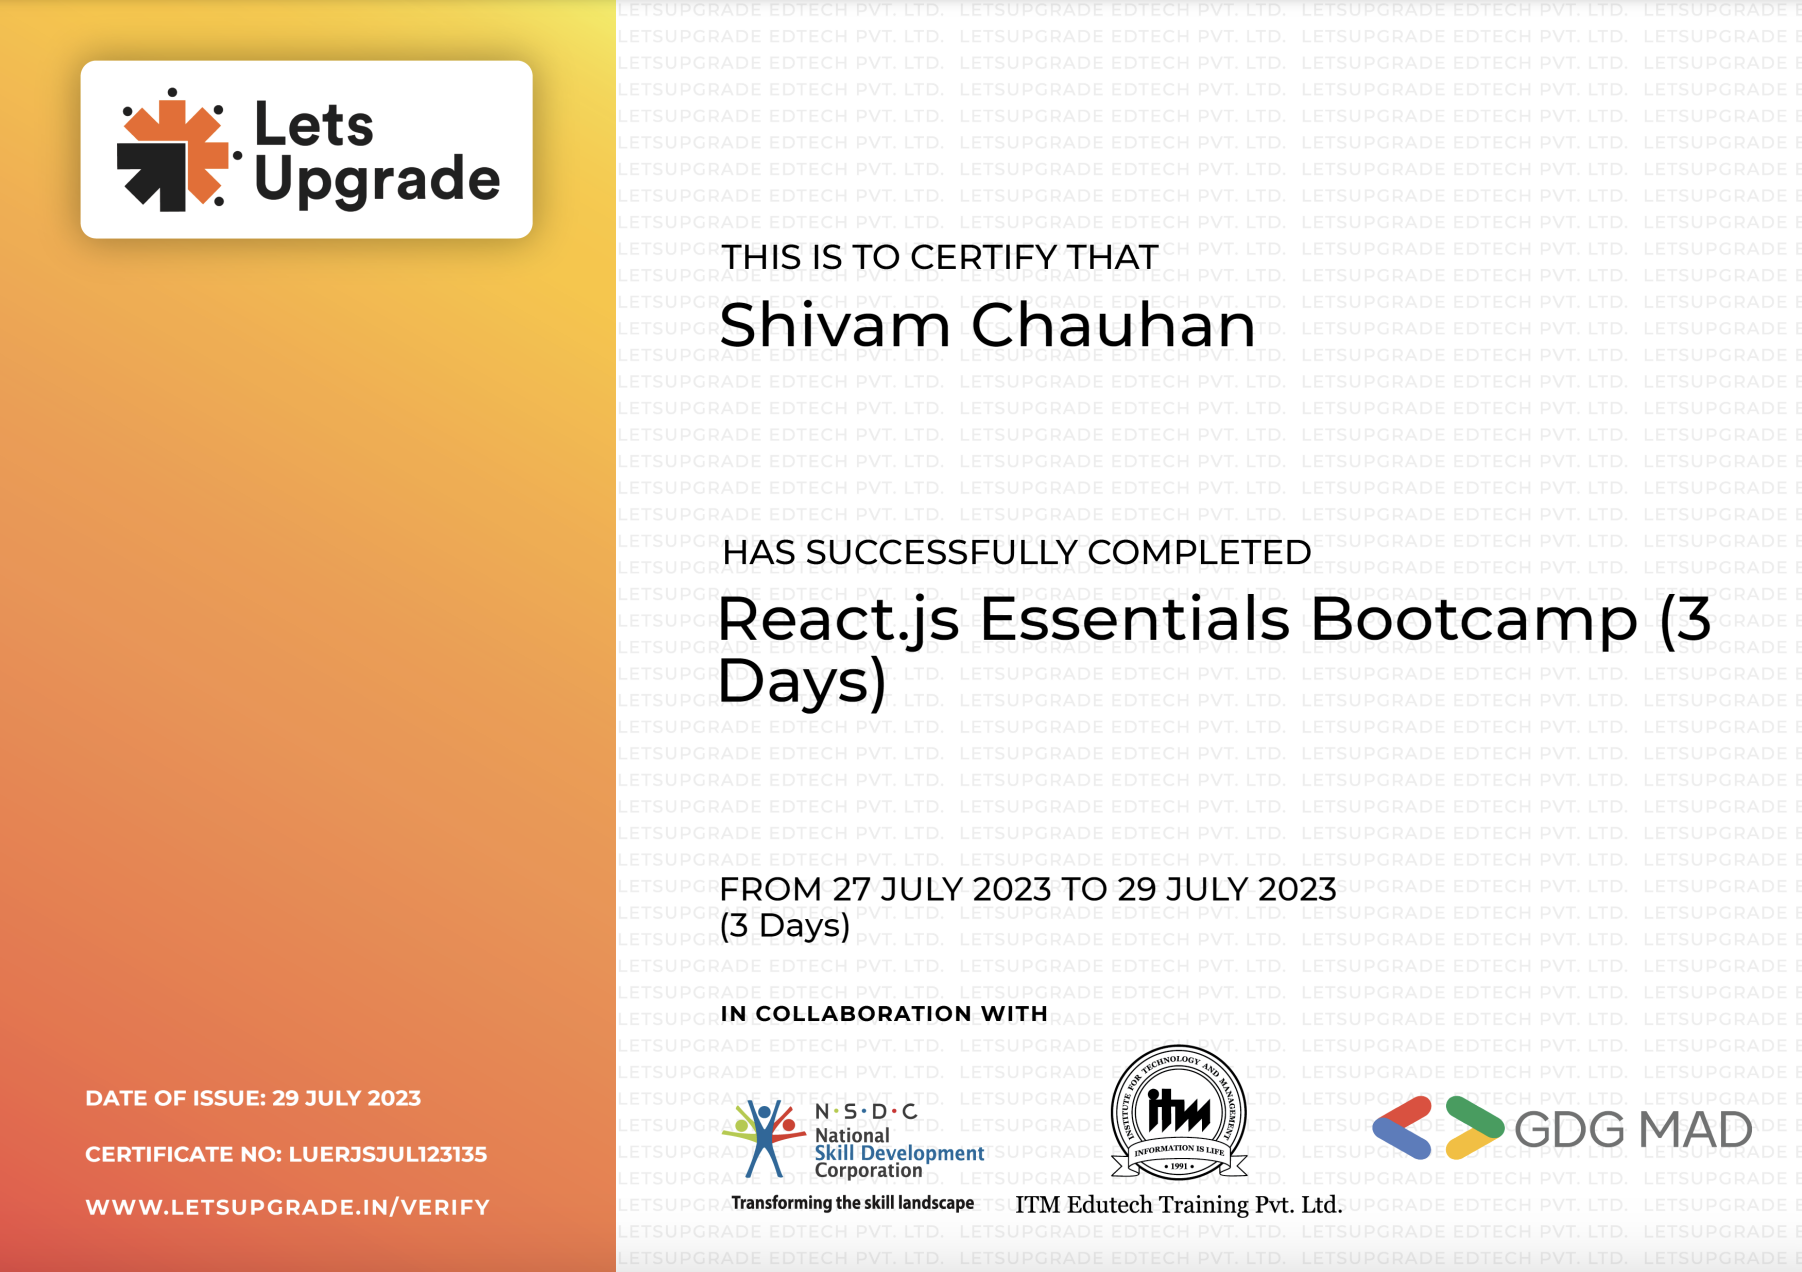 Lets
Upgrade
THIS IS TO CERTIFY THAT
Shivam Chauhan
HAS SUCCESSFULLY COMPLETED
React.js Essentials Bootcamp (3
Days)
FROM 27 JULY 2023 TO 29 JULY 2023
(3 Days)
IN COLLABORATION WITH
N·S·D·C
National
Skill Development
Corporation
Transforming the skill landscape
INSTITUTE FOR TECHNOLOGY AND MANAGEMENT
itm
INFORMATION IS LIFE
• 1991 •
ITM Edutech Training Pvt. Ltd.
GDG MAD
DATE OF ISSUE: 29 JULY 2023
CERTIFICATE NO: LUERJSJUL123135
WWW.LETSUPGRADE.IN/VERIFY
LETSUPGRADE EDTECH PVT. LTD.